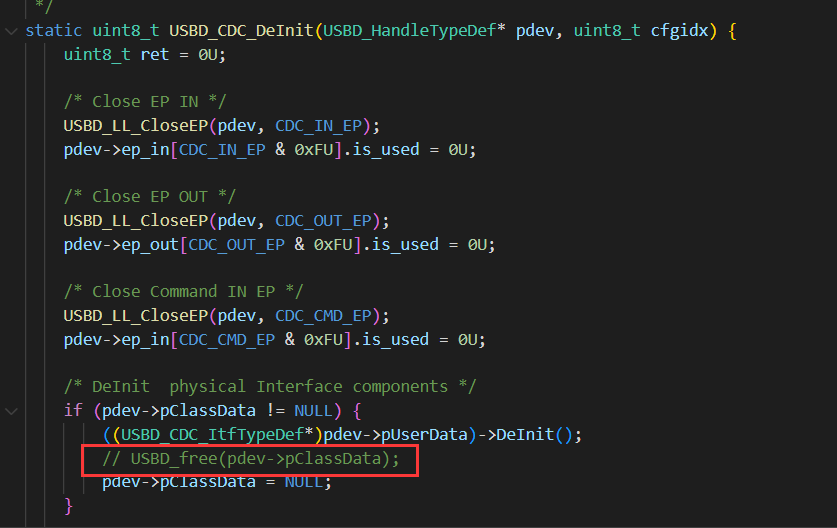 */
static uint8_t USBD_CDC_DeInit(USBD_HandleTypeDef* pdev, uint8_t cfgidx) {
uint8_t ret = 0U;
/* Close EP IN */
USBD_LL_CloseEP(pdev, CDC_IN_EP);
pdev->ep_in[CDC_IN_EP & 0xFU].is_used = 0U;
/* Close EP OUT */
USBD_LL_CloseEP(pdev, CDC_OUT_EP);
pdev->ep_out[CDC_OUT_EP & 0xFU].is_used = 0U;
/* Close Command IN EP */
USBD_LL_CloseEP(pdev, CDC_CMD_EP);
pdev->ep_in[CDC_CMD_EP & 0xFU].is_used = 0U;
/* DeInit  physical Interface components */
if (pdev->pClassData != NULL) {
((USBD_CDC_ItfTypeDef*)pdev->pUserData)->DeInit();
// USBD_free(pdev->pClassData);
pdev->pClassData = NULL;
}